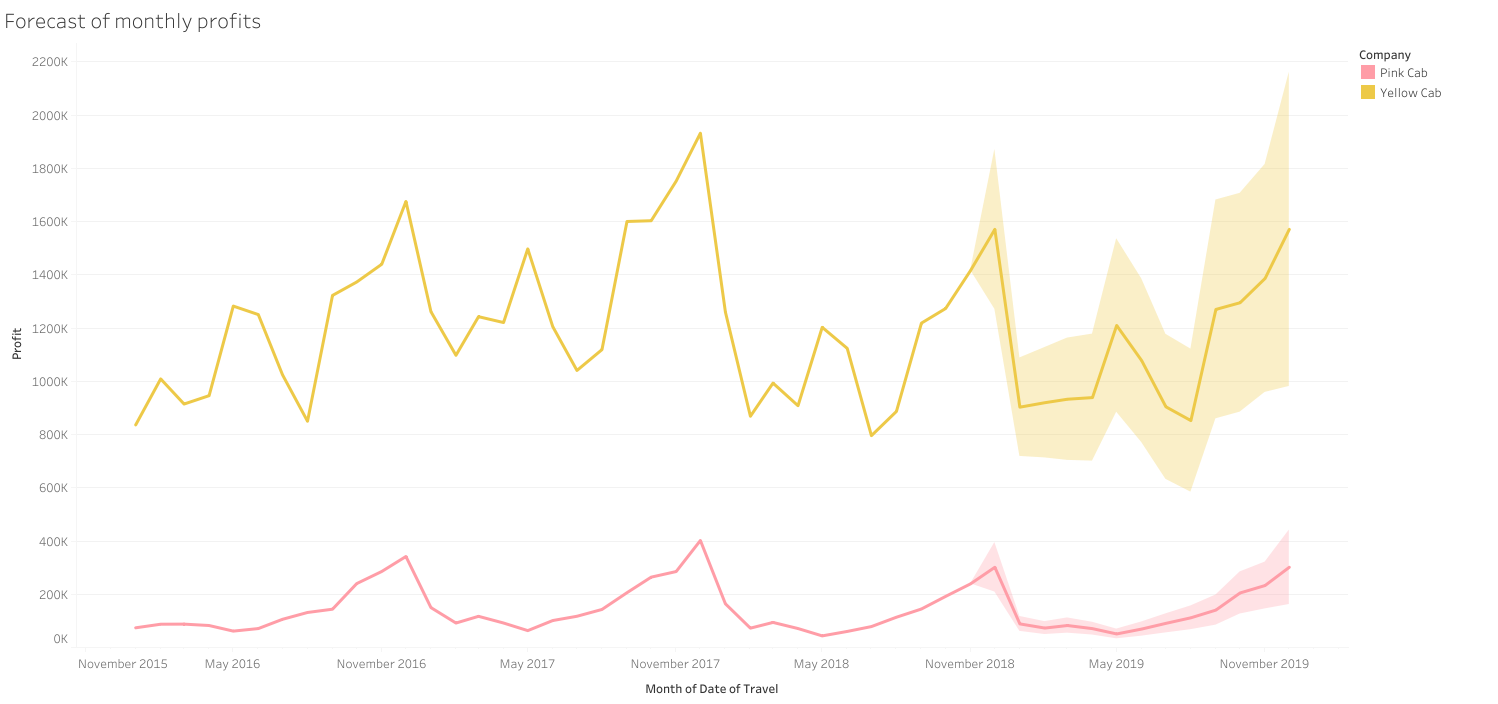 Forecast of monthly profits
Company
Pink Cab
Yellow Cab
2200K
2000K
1800K
1600K
1400K
1200K
1000K
800K
600K
400K
200K
0K
Profit
November 2015 May 2016 November 2016 May 2017 November 2017 May 2018 November 2018 May 2019 November 2019
Month of Date of Travel